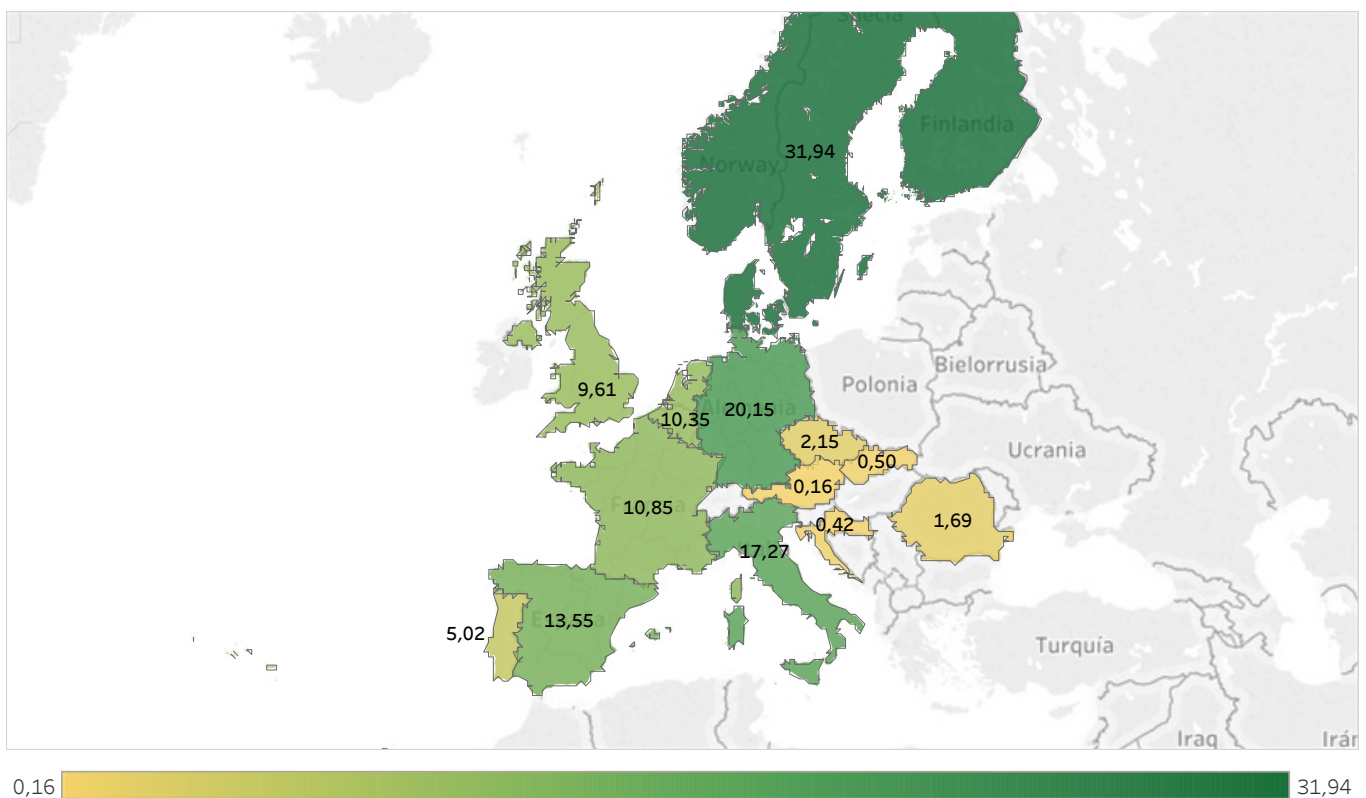 Suecia
Finlandia
31,94
Norway
Bielorrusia
Polonia
9,61
20,15
10,35
2,15
Ucrania
0,50
0,16
10,85
1,69
0,42
17,27
13,55
5,02
Turquía
Iraq
Irán
0,16
31,94